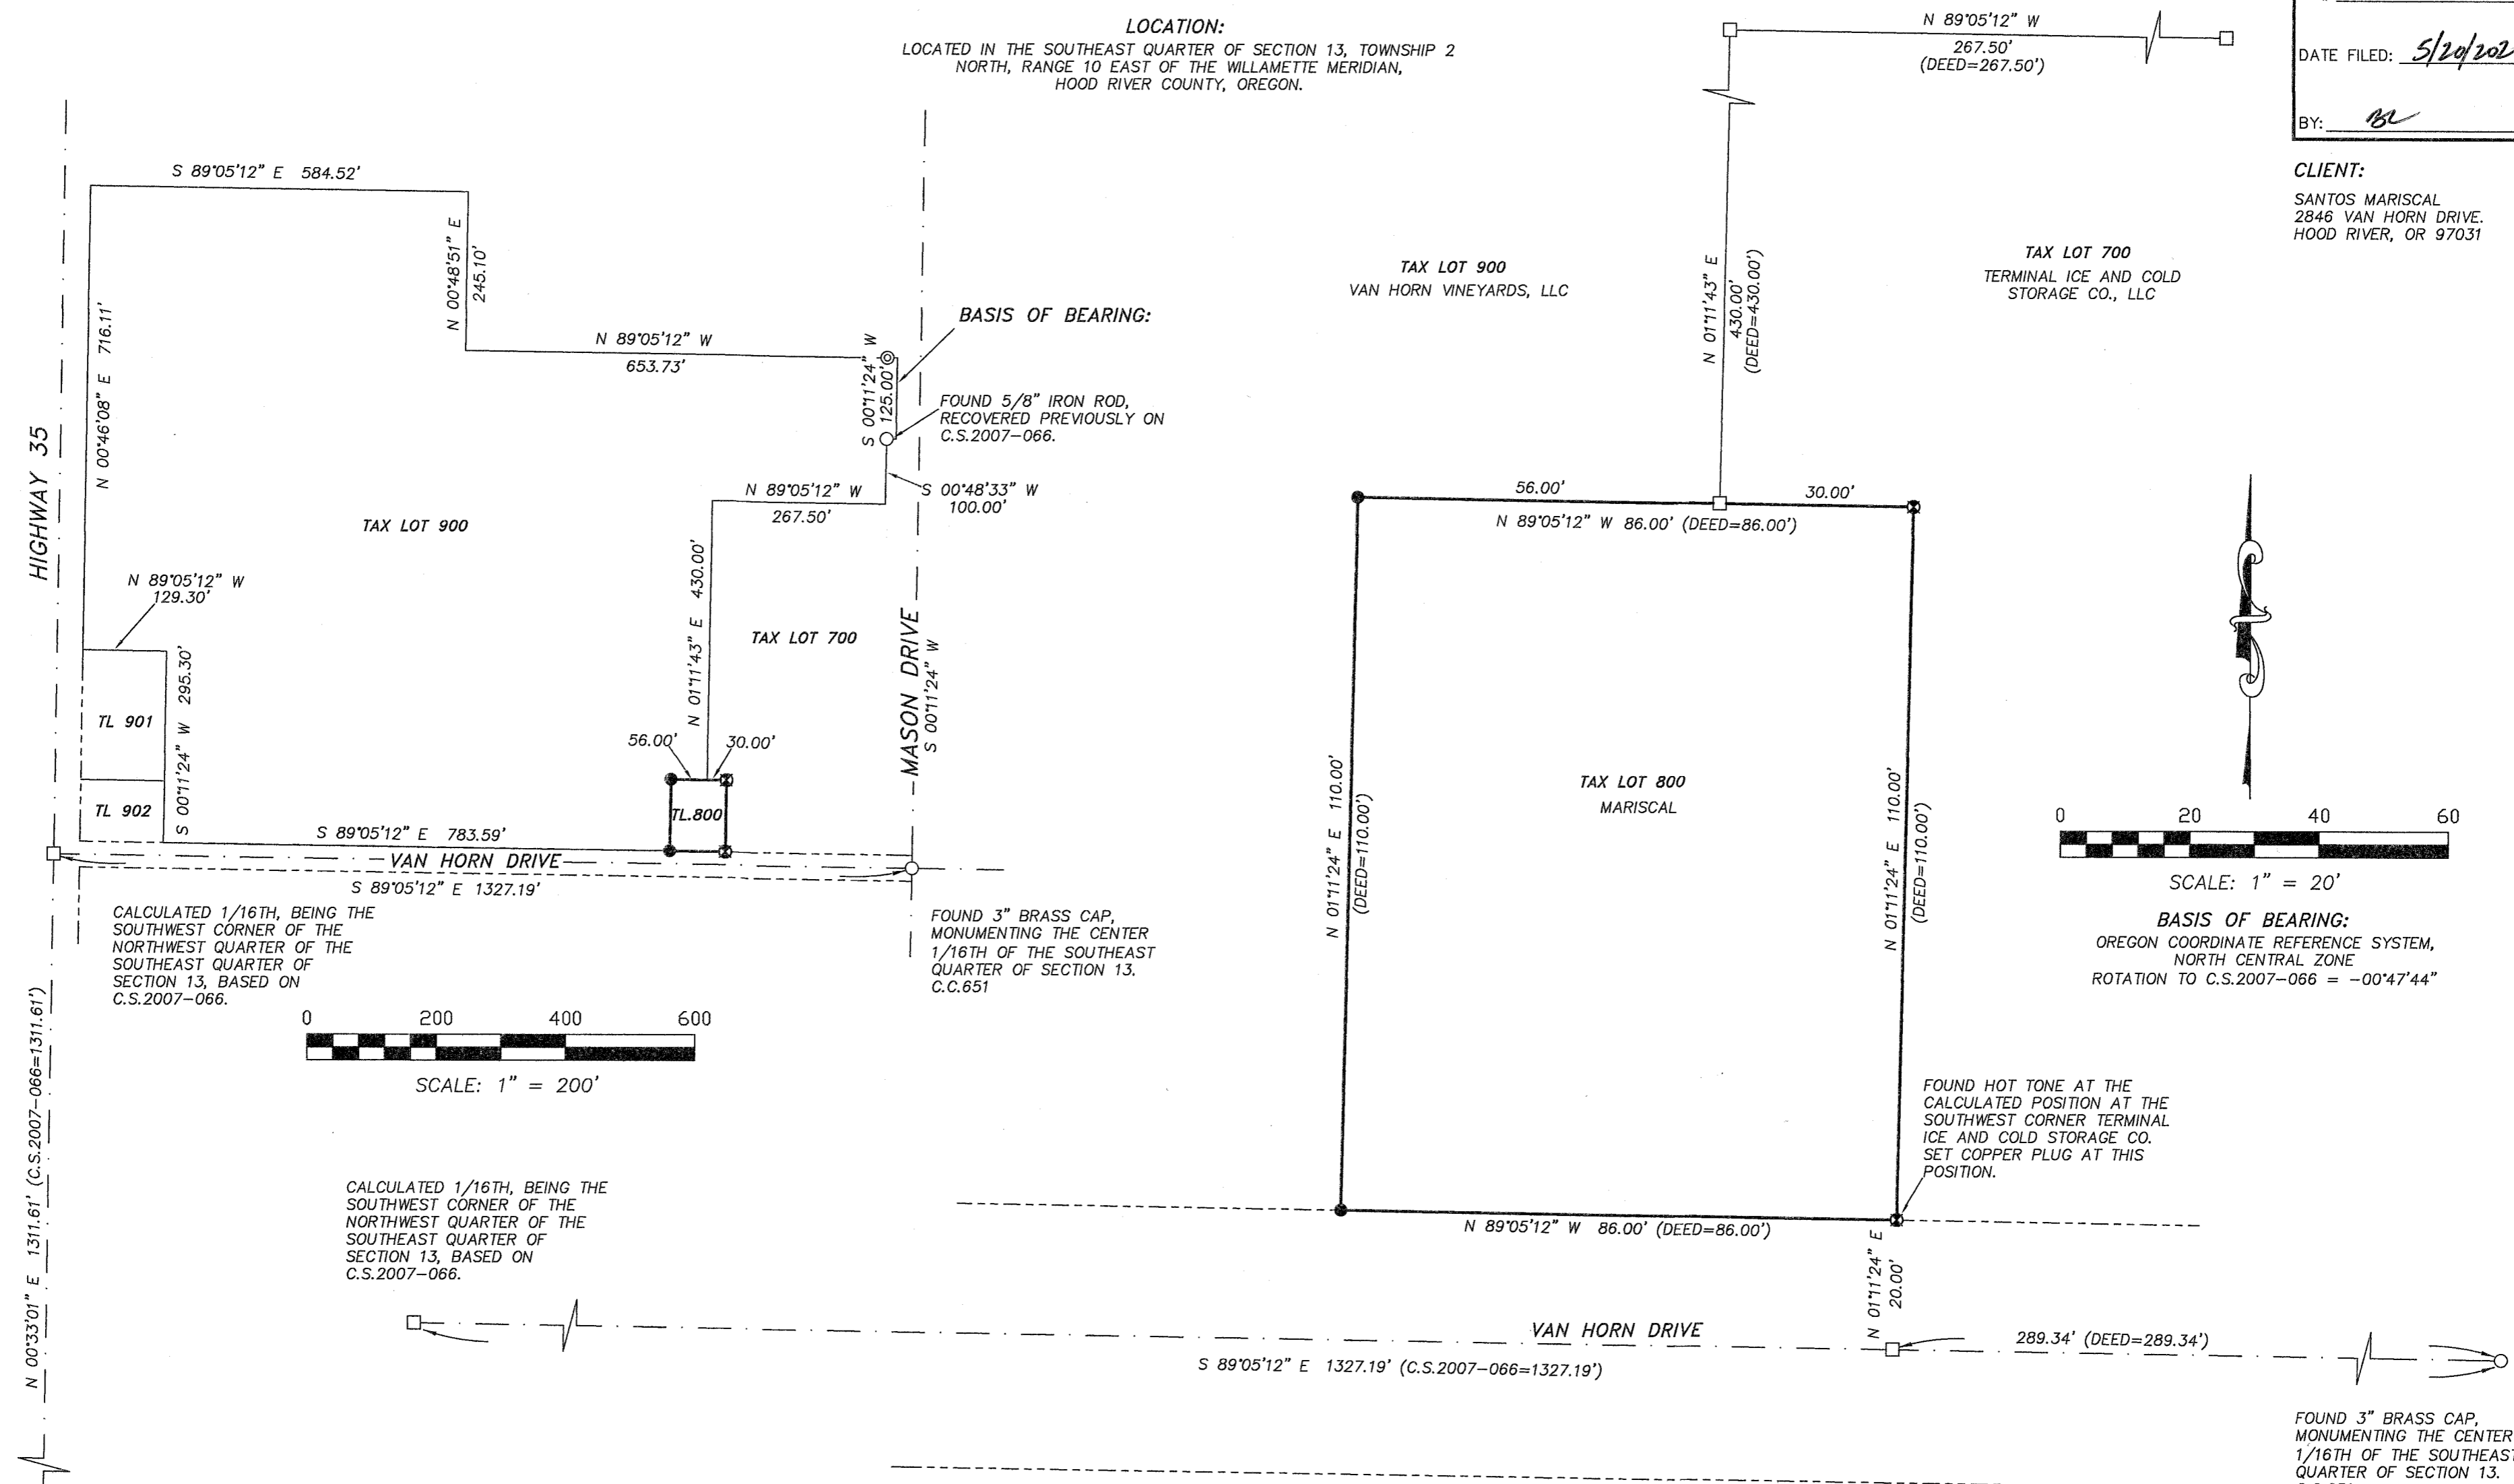 LOCATION:
LOCATED IN THE SOUTHEAST QUARTER OF SECTION 13, TOWNSHIP 2
NORTH, RANGE 10 EAST OF THE WILLAMETTE MERIDIAN,
HOOD RIVER COUNTY, OREGON.
N 89°05'12" W
267.50'
(DEED=267.50')
DATE FILED: 5/20/202
BY:
CLIENT:
SANTOS MARISCAL
2846 VAN HORN DRIVE.
HOOD RIVER, OR 97031
S 89°05'12" E 584.52'
N 00°48'51" E
245.10'
N 00°46'08" E 716.11'
HIGHWAY 35
N 89°05'12" W
653.73'
S 00°11'24" W
125.00'
BASIS OF BEARING:
FOUND 5/8" IRON ROD,
RECOVERED PREVIOUSLY ON
C.S.2007-066.
N 89°05'12" W
267.50'
S 00°48'33" W
100.00'
TAX LOT 900
N 01°11'43" E 430.00'
TAX LOT 700
MASON DRIVE
S 00°11'24" W
N 89°05'12" W
129.30'
TL 901
S 00°11'24" W 295.30'
TL 902
56.00'
30.00'
TL.800
S 89°05'12" E 783.59'
VAN HORN DRIVE
S 89°05'12" E 1327.19'
CALCULATED 1/16TH, BEING THE
SOUTHWEST CORNER OF THE
NORTHWEST QUARTER OF THE
SOUTHEAST QUARTER OF
SECTION 13, BASED ON
C.S.2007-066.
FOUND 3" BRASS CAP,
MONUMENTING THE CENTER
1/16TH OF THE SOUTHEAST
QUARTER OF SECTION 13.
C.C.651
0 200 400 600
SCALE: 1" = 200'
N 00°33'01" E 1311.61' (C.S.2007-066=1311.61')
TAX LOT 900
VAN HORN VINEYARDS, LLC
N 01°11'43" E
430.00'
(DEED=430.00')
TAX LOT 700
TERMINAL ICE AND COLD
STORAGE CO., LLC
56.00'
30.00'
N 89°05'12" W 86.00' (DEED=86.00')
N 01°11'24" E 110.00'
(DEED=110.00')
TAX LOT 800
MARISCAL
N 01°11'24" E 110.00'
(DEED=110.00')
0 20 40 60
SCALE: 1" = 20'
BASIS OF BEARING:
OREGON COORDINATE REFERENCE SYSTEM,
NORTH CENTRAL ZONE
ROTATION TO C.S.2007-066 = -00°47'44"
FOUND HOT TONE AT THE
CALCULATED POSITION AT THE
SOUTHWEST CORNER TERMINAL
ICE AND COLD STORAGE CO.
SET COPPER PLUG AT THIS
POSITION.
N 89°05'12" W 86.00' (DEED=86.00')
N 01°11'24" E
20.00'
CALCULATED 1/16TH, BEING THE
SOUTHWEST CORNER OF THE
NORTHWEST QUARTER OF THE
SOUTHEAST QUARTER OF
SECTION 13, BASED ON
C.S.2007-066.
VAN HORN DRIVE
S 89°05'12" E 1327.19' (C.S.2007-066=1327.19')
289.34' (DEED=289.34')
FOUND 3" BRASS CAP,
MONUMENTING THE CENTER
1/16TH OF THE SOUTHEAST
QUARTER OF SECTION 13.